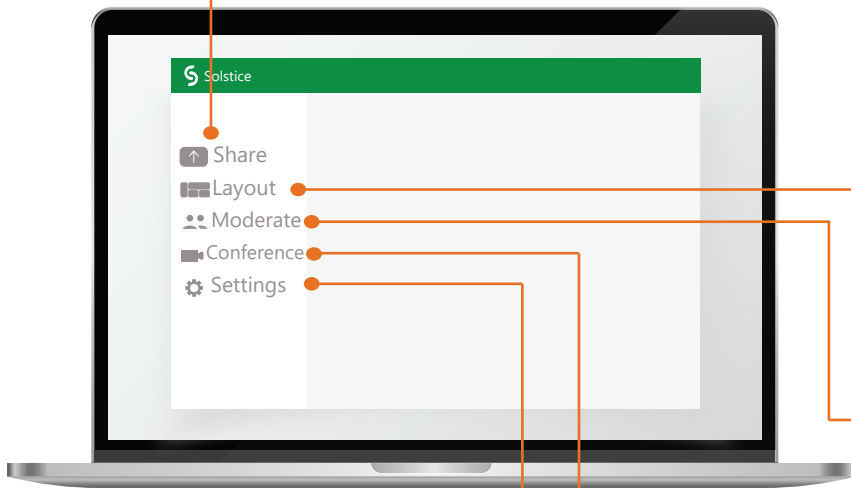 Solstice
Share
Layout
Moderate
Conference
Settings